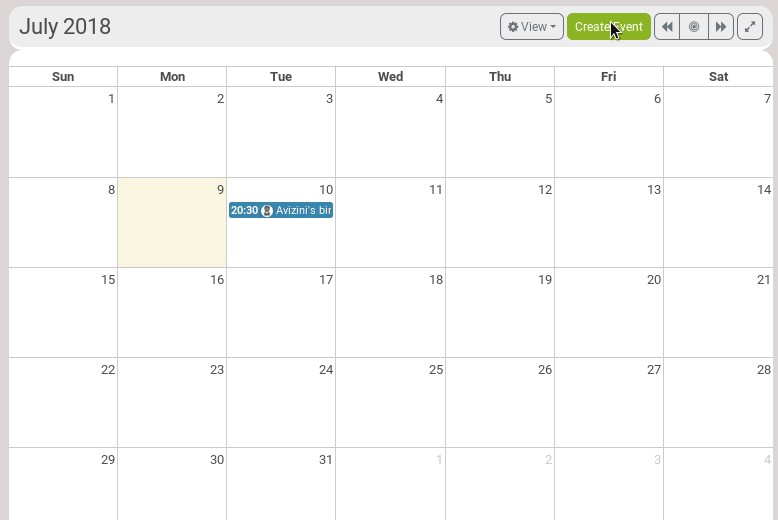 July 2018
View
Create Event
Sun Mon Tue Wed Thu Fri Sat
1 2 3 4 5 6 7
8 9 10 11 12 13 14
20:30 Avizini's bir
15 16 17 18 19 20 21
22 23 24 25 26 27 28
29 30 31 1 2 3 4